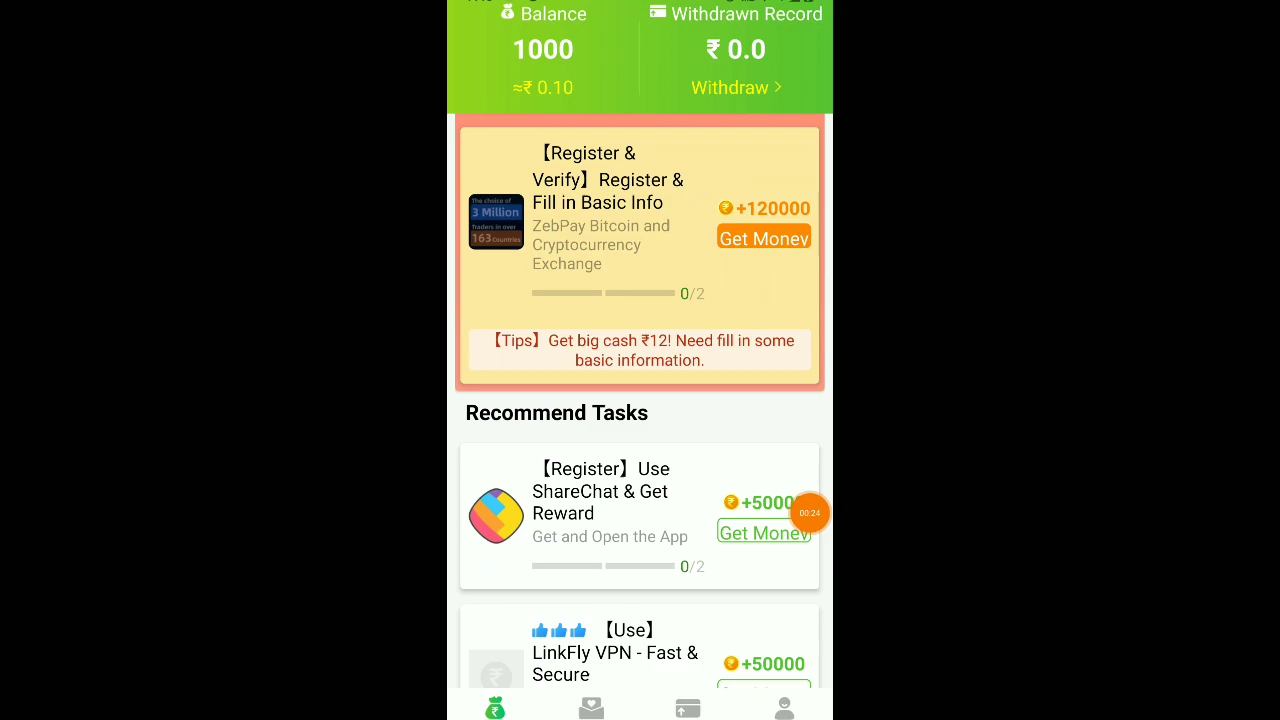 Balance
Withdrawn Record
1000
₹ 0.0
≈₹ 0.10
Withdraw >
【Register &
Verify】Register &
Fill in Basic Info
ZebPay Bitcoin and
Cryptocurrency
Exchange
The choice of
3 Million
Traders in over
163 Countries
+120000
Get Money
0/2
【Tips】Get big cash ₹12! Need fill in some
basic information.
Recommend Tasks
【Register】Use
ShareChat & Get
Reward
Get and Open the App
+5000
00:24
Get Money
0/2
【Use】
LinkFly VPN - Fast &
Secure
+50000